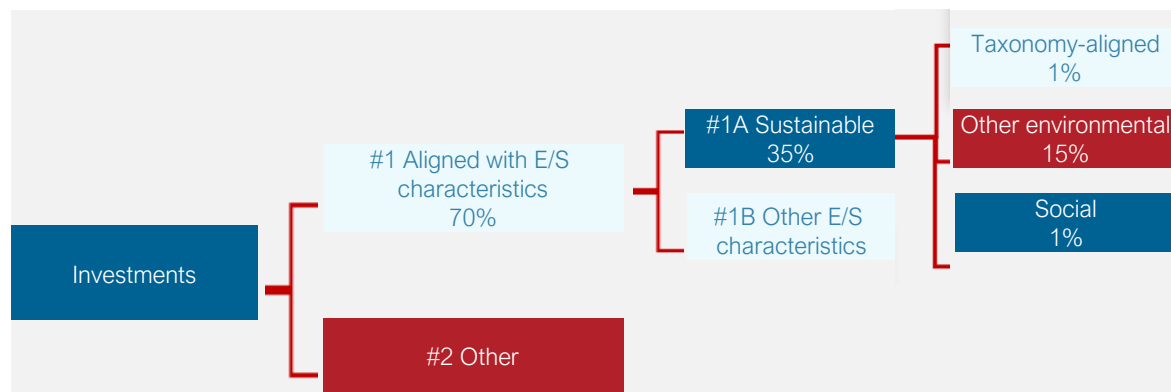 Investments
#1 Aligned with E/S
characteristics
70%
#2 Other
#1A Sustainable
35%
#1B Other E/S
characteristics
Taxonomy-aligned
1%
Other environmental
15%
Social
1%